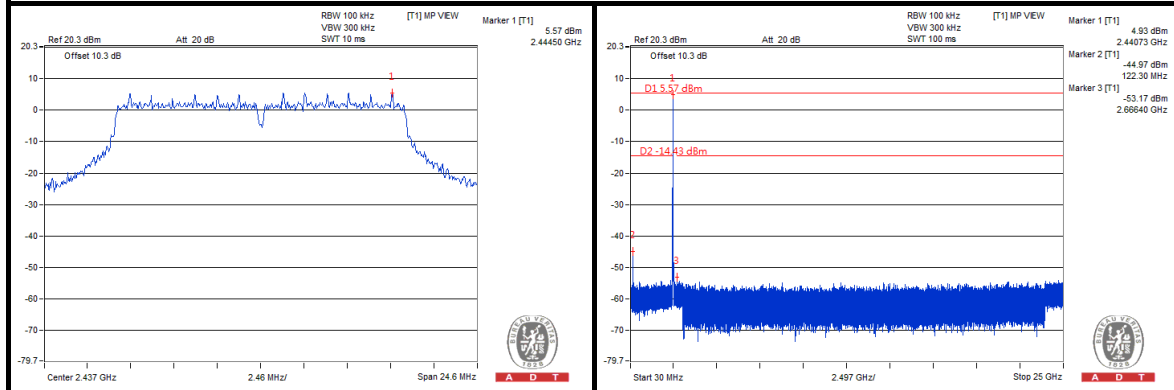 RBW 100 kHz
[T1] MP VIEW
Marker 1 [T1]
VBW 300 kHz
5.57 dBm
Ref 20.3 dBm
Att 20 dB
SWT 10 ms
2.44450 GHz
20.3
Offset 10.3 dB
10
1
0
-10
-20
-30
-40
-50
-60
-70
-79.7
Center 2.437 GHz
2.46 MHz/
Span 24.6 MHz
BUREAU VERITAS
1828
A D T
RBW 100 kHz
[T1] MP VIEW
Marker 1 [T1]
VBW 300 kHz
4.93 dBm
Ref 20.3 dBm
Att 20 dB
SWT 100 ms
2.44073 GHz
Marker 2 [T1]
-44.97 dBm
122.30 MHz
Marker 3 [T1]
-53.17 dBm
2.66640 GHz
20.3
Offset 10.3 dB
10
1
D1 5.57 dBm
0
-10
D2 -14.43 dBm
-20
-30
-40
2
-50
3
-60
-70
-79.7
Start 30 MHz
2.497 GHz/
Stop 25 GHz
BUREAU VERITAS
1828
A D T